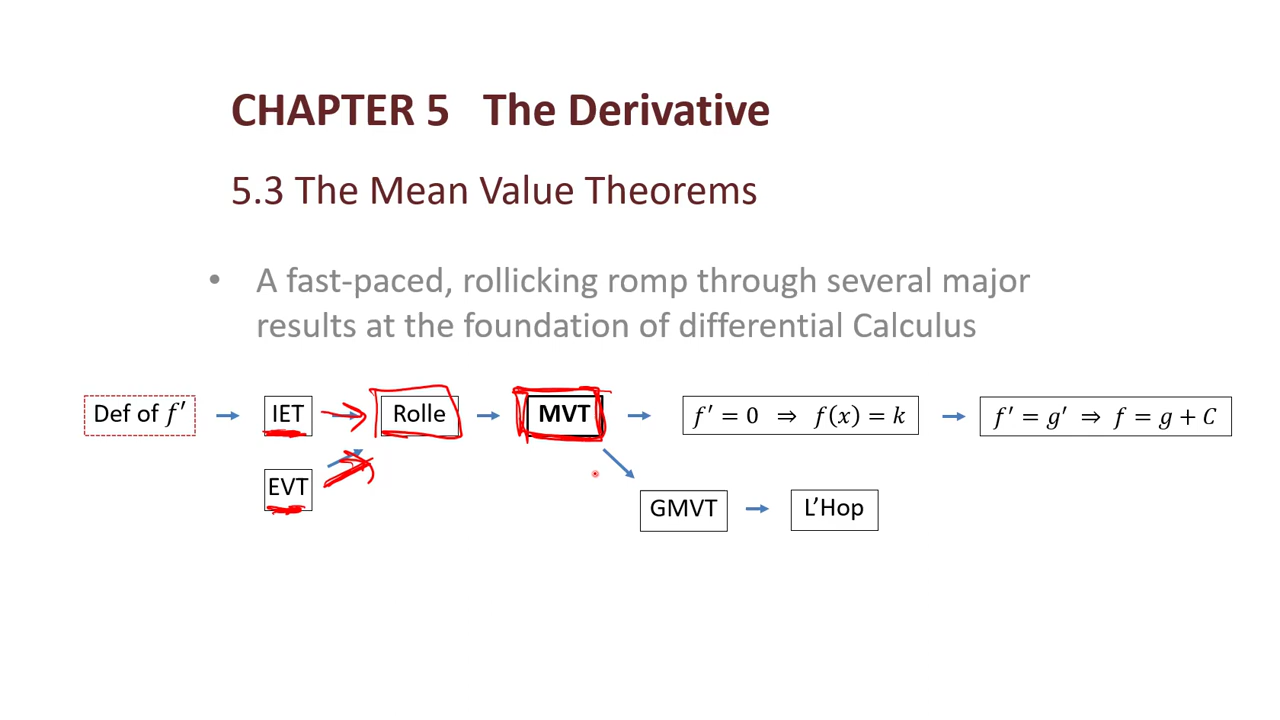 CHAPTER 5 The Derivative
5.3 The Mean Value Theorems
• A fast-paced, rollicking romp through several major
results at the foundation of differential Calculus
Def of f′
IET
Rolle
MVT
f′ = 0 ⇒ f(x) = k
f′ = g′ ⇒ f = g + C
EVT
GMVT
L’Hop